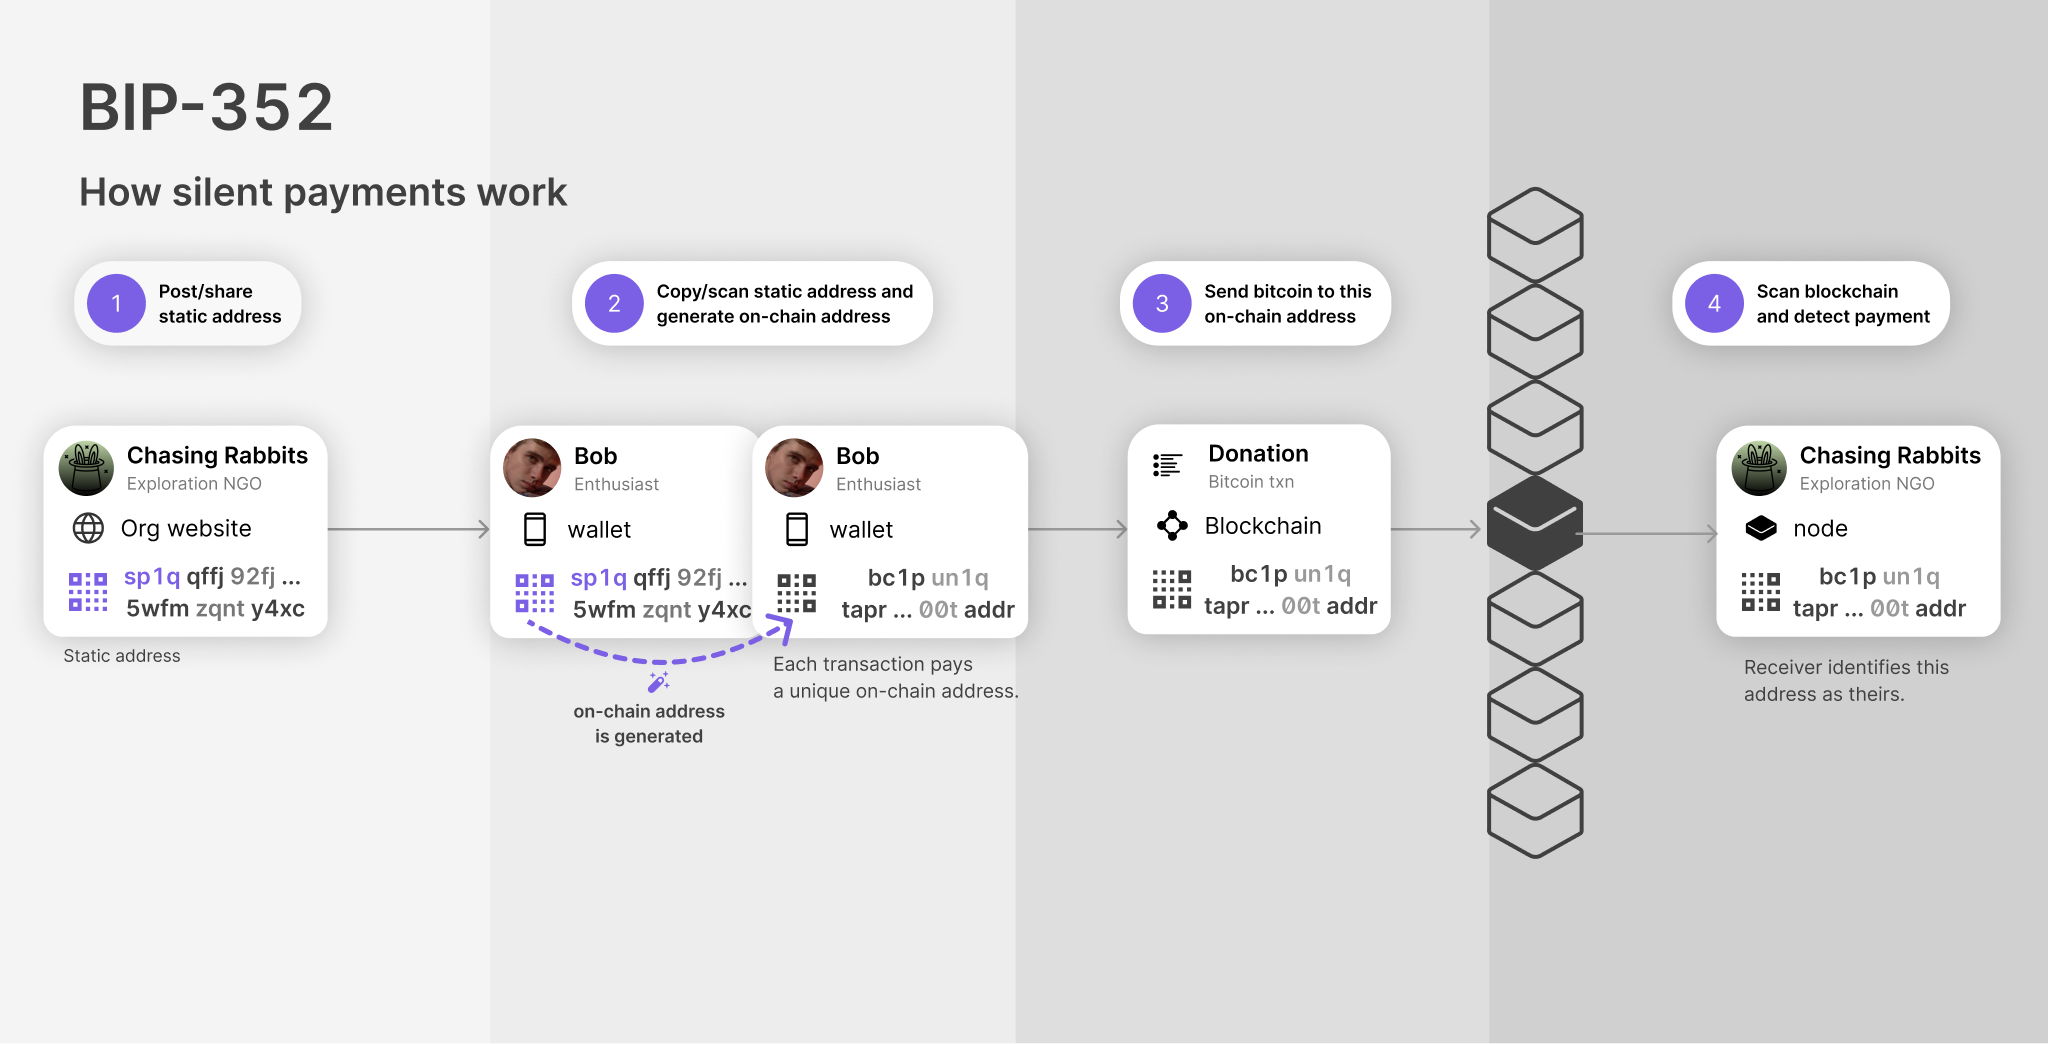 BIP-352
How silent payments work
1
Post/share
static address
2
Copy/scan static address and
generate on-chain address
3
Send bitcoin to this
on-chain address
4
Scan blockchain
and detect payment
Chasing Rabbits
Exploration NGO
Org website
sp1q qffj 92fj ...
5wfm zqnt y4xc
Static address
Bob
Enthusiast
wallet
sp1q qffj 92fj ...
5wfm zqnt y4xc
on-chain address
is generated
Bob
Enthusiast
wallet
bc1p un1q
tapr ... 00t addr
Each transaction pays
a unique on-chain address.
Donation
Bitcoin txn
Blockchain
bc1p un1q
tapr ... 00t addr
Chasing Rabbits
Exploration NGO
node
bc1p un1q
tapr ... 00t addr
Receiver identifies this
address as theirs.